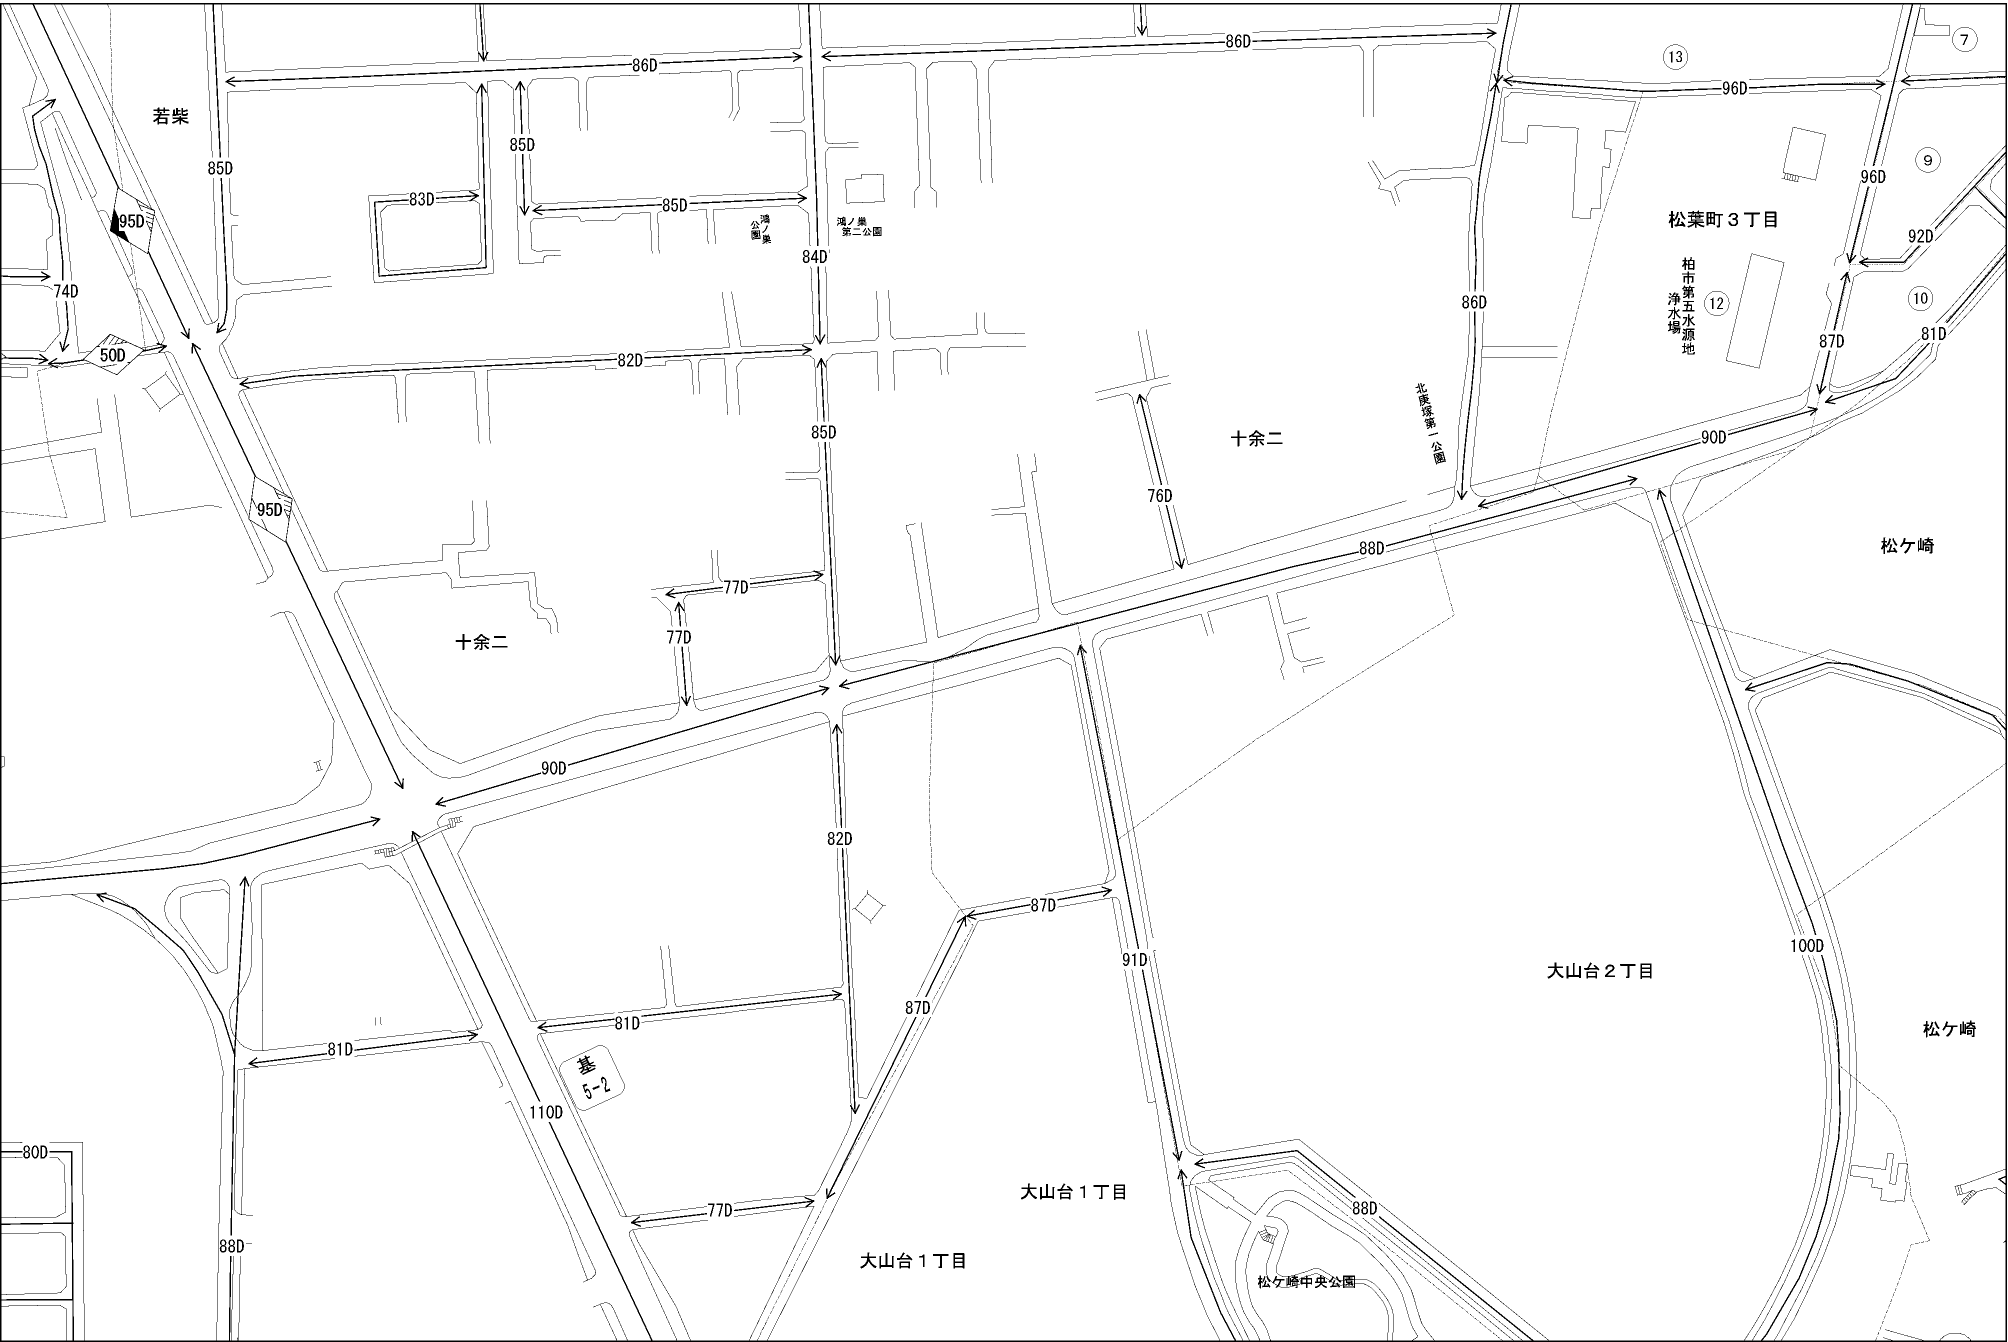 86D
86D
13
7
96D
若柴
85D
85D
9
96D
83D
85D
95D
鴻ノ巣
公園
鴻ノ巣
第二公園
松葉町３丁目
92D
84D
柏市第五水源地
浄水場
74D
86D
12
10
87D
81D
50D
82D
北庚塚第一公園
85D
十余二
90D
95D
76D
88D
松ケ崎
77D
77D
十余二
90D
82D
87D
91D
100D
大山台２丁目
87D
81D
松ケ崎
81D
基
5-2
110D
80D
大山台１丁目
77D
88D
88D
大山台１丁目
松ケ崎中央公園